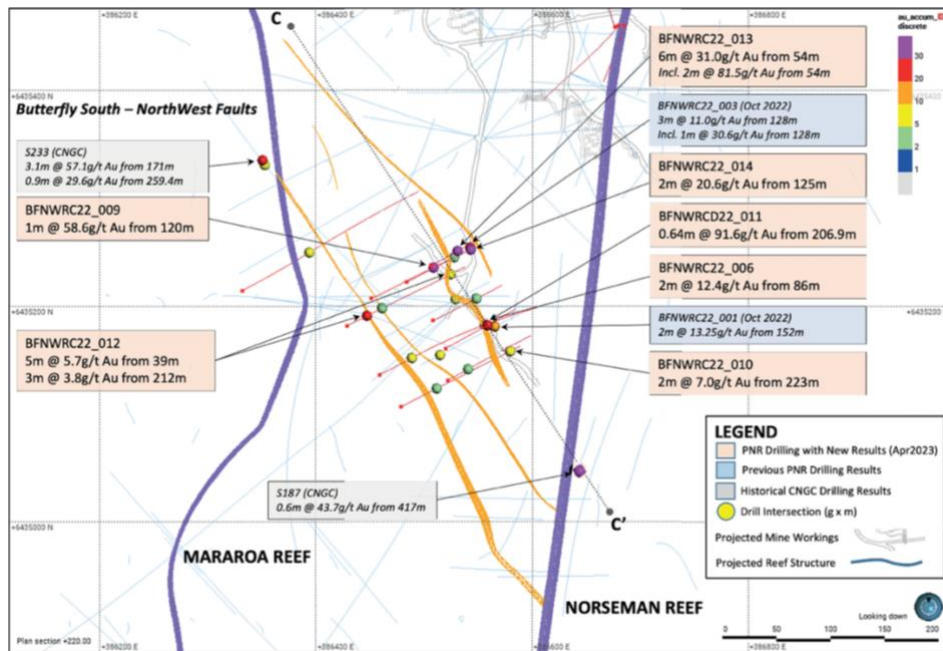 +386200 E
+386400 E
+386600 E
+386800 E
C
au_accum_
discrete
30
20
10
5
2
1
+6435400
Butterfly South – NorthWest Faults
S233 (CNGC)
3.1m @ 57.1g/t Au from 171m
0.9m @ 29.6g/t Au from 259.4m
BFNWRC22_009
1m @ 58.6g/t Au from 120m
BFNWRC22_012
5m @ 5.7g/t Au from 39m
3m @ 3.8g/t Au from 212m
BFNWRC22_013
6m @ 31.0g/t Au from 54m
Incl. 2m @ 81.5g/t Au from 54m
+6435400
BFNWRC22_003 (Oct 2022)
3m @ 11.0g/t Au from 128m
Incl 1m @ 30.6g/t Au from 128m
BFNWRC22_014
2m @ 20.6g/t Au from 125m
BFNWRCD22_011
0.64m @ 91.6g/t Au from 206.9m
BFNWRC22_006
2m @ 12.4g/t Au from 86m
+6435200
+6435200
BFNWRC22_001 (Oct 2022)
2m @ 13.25g/t Au from 152m
BFNWRC22_010
2m @ 7.0g/t Au from 223m
S187 (CNGC)
0.6m @ 43.7g/t Au from 417m
C'
+6435000
MARAROA REEF
NORSEMAN REEF
LEGEND
PNR Drilling with New Results (Apr2023)
Previous PNR Drilling Results
Historical CNGC Drilling Results
Drill Intersection (g x m)
Projected Mine Workings
Projected Reef Structure
Looking down
0 50 100 150 200
Plan section +220.00
+386200 E
+386400 E
+386600 E
+386800 E